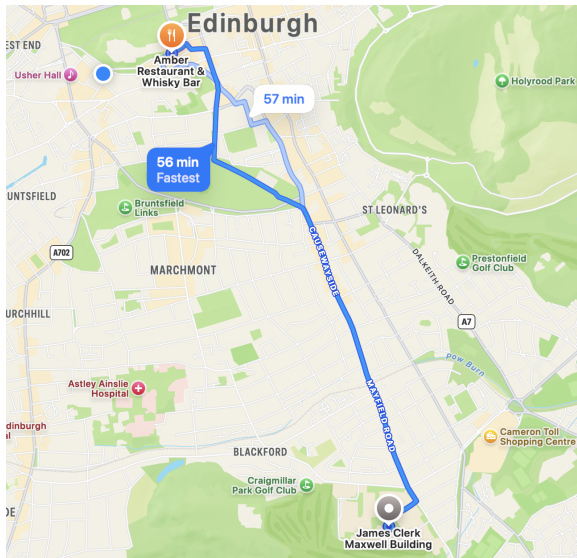 Edinburgh
EST END
Usher Hall
Amber
Restaurant &
Whisky Bar
Holyrood Park
57 min
56 min
Fastest
UNTSFIELD
Bruntsfield
Links
ST LEONARD'S
A702
MARCHMONT
CAUSEWAYSIDE
DALKEITH ROAD
Prestonfield
Golf Club
URCHHILL
A7
Pow Burn
Astley Ainslie
Hospital
MAYFIELD ROAD
dinburgh
al
Cameron Toll
Shopping Centre
BLACKFORD
Craigmillar
Park Golf Club
DE
James Clerk
Maxwell Building